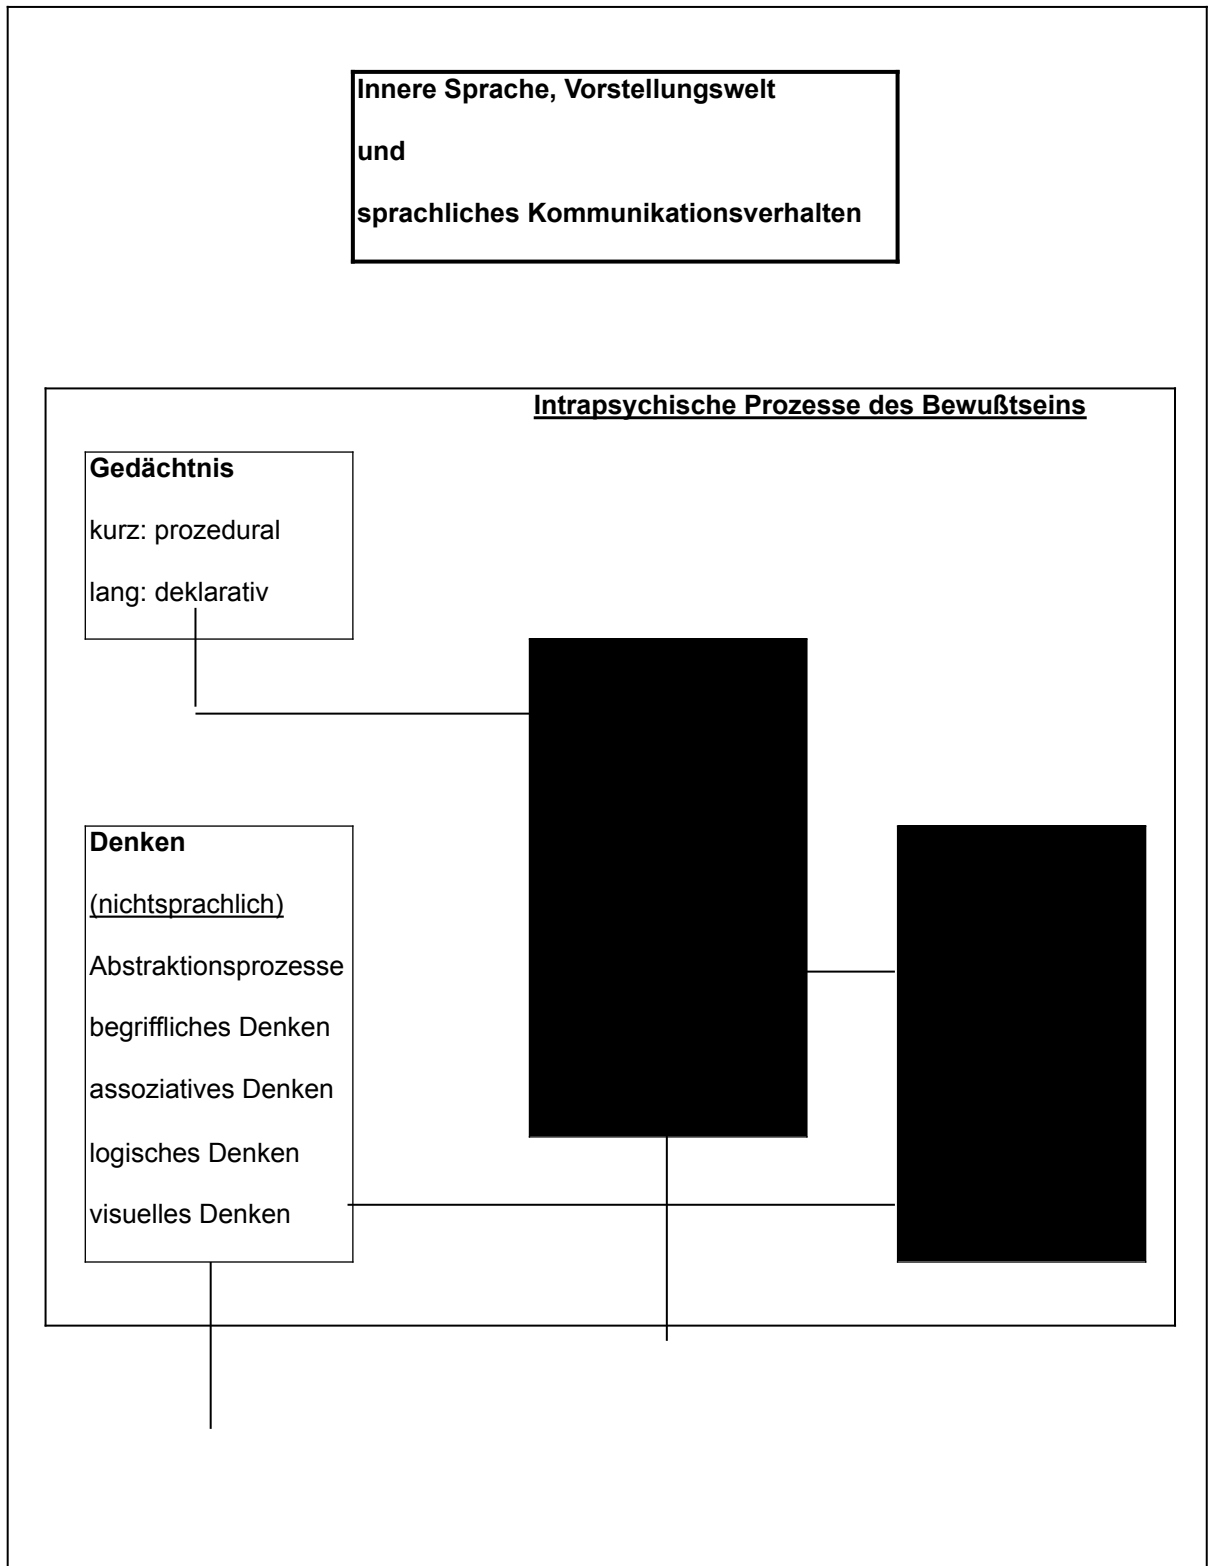 Innere Sprache, Vorstellungswelt
und
sprachliches Kommunikationsverhalten
Intrapsychische Prozesse des Bewußtseins
Gedächtnis
kurz: prozedural
lang: deklarativ
Denken
(nichtsprachlich)
Abstraktionsprozesse
begriffliches Denken
assoziatives Denken
logisches Denken
visuelles Denken